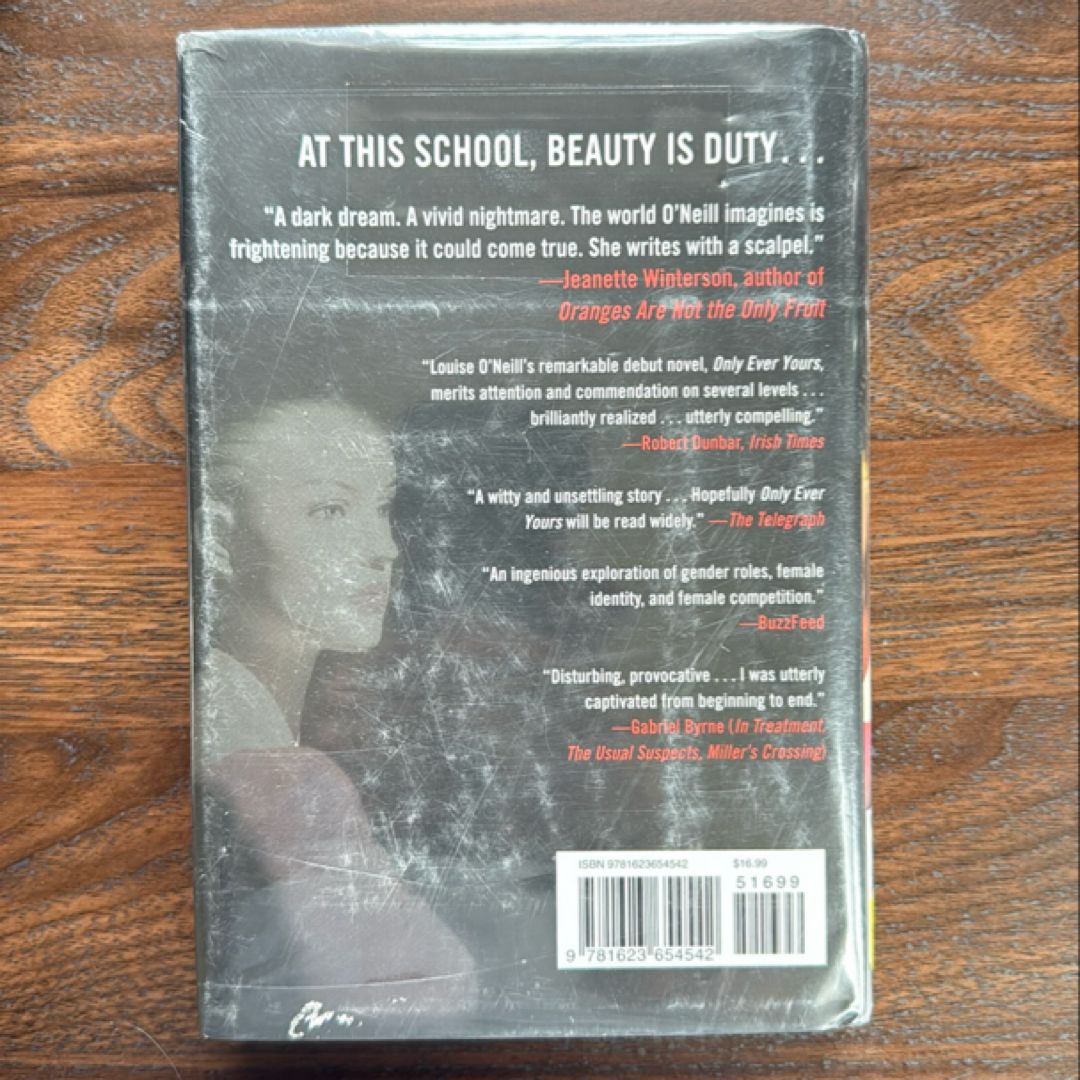 AT THIS SCHOOL, BEAUTY IS DUTY...
“A dark dream. A vivid nightmare. The world O’Neill imagines is
frightening because it could come true. She writes with a scalpel.”
—Jeanette Winterson, author of
Oranges Are Not the Only Fruit
“Louise O’Neill’s remarkable debut novel, Only Ever Yours,
merits attention and commendation on several levels...
brilliantly realized... utterly compelling.”
—Robert Dunbar, Irish Times
“A witty and unsettling story... Hopefully Only Ever
Yours will be read widely.” —The Telegraph
“An ingenious exploration of gender roles, female
identity, and female competition.”
—BuzzFeed
“Disturbing, provocative... I was utterly
captivated from beginning to end.”
—Gabriel Byrne (In Treatment,
The Usual Suspects, Miller’s Crossing)
ISBN 9781623654542 $16.99
51699
9 781623 654542